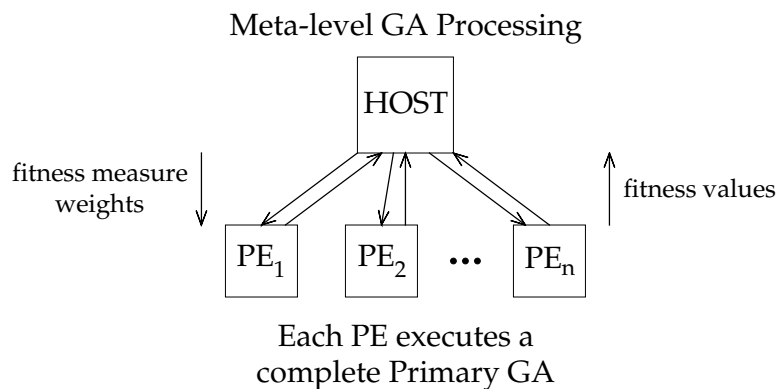 Meta-level GA Processing
HOST
fitness measure
weights
fitness values
PE1
PE2
...
PEn
Each PE executes a
complete Primary GA